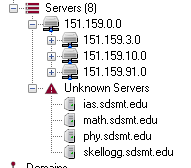 Servers (8)
151.159.0.0
151.159.3.0
151.159.10.0
151.159.91.0
Unknown Servers
ias.sdsmt.edu
math.sdsmt.edu
phy.sdsmt.edu
skellogg.sdsmt.edu